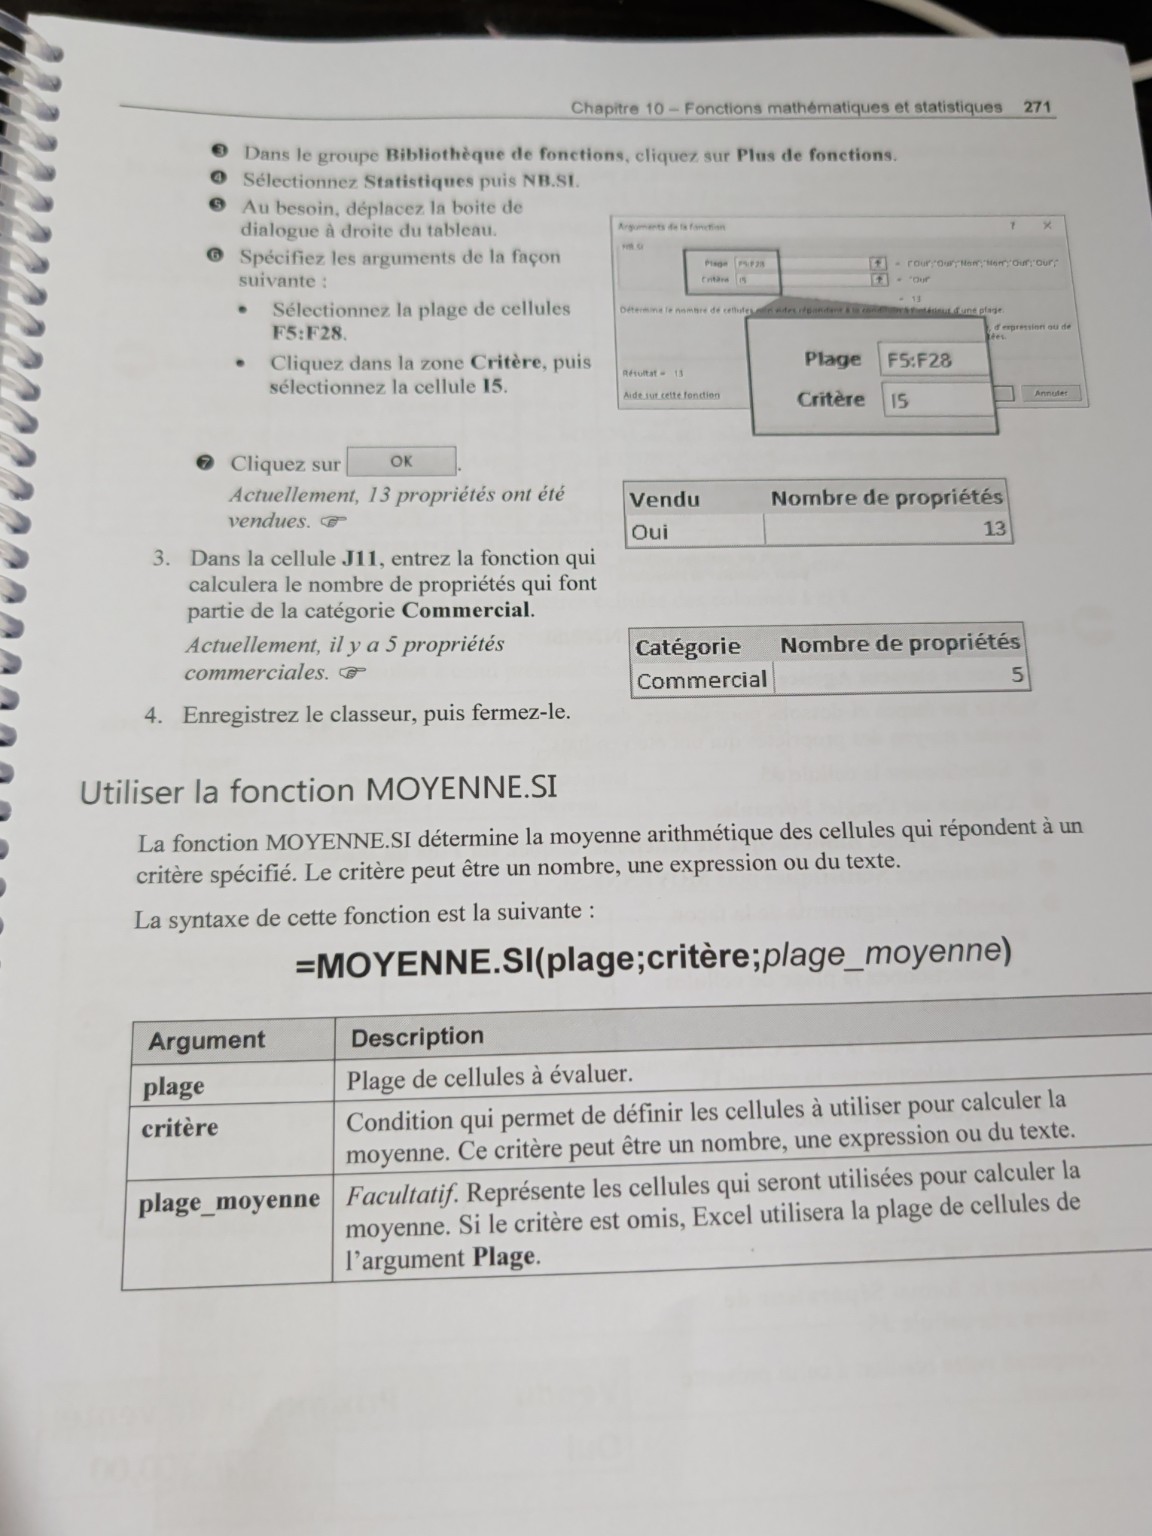 Chapitre 10 – Fonctions mathématiques et statistiques 271
❸ Dans le groupe Bibliothèque de fonctions, cliquez sur Plus de fonctions.
❹ Sélectionnez Statistiques puis NB.SI.
❺ Au besoin, déplacez la boite de
dialogue à droite du tableau.
❻ Spécifiez les arguments de la façon
suivante :
• Sélectionnez la plage de cellules
F5:F28.
• Cliquez dans la zone Critère, puis
sélectionnez la cellule I5.
Arguments de la fonction ? ×
NB.SI
Plage F5:F28
Critère I5 = "Oui"
= 13
Détermine le nombre de cellules non vides répondant à la condition à l'intérieur d'une plage
d'expression ou de
Résultat = 13
Aide sur cette fonction
Annuler
Plage F5:F28
Critère I5
❼ Cliquez sur OK .
Actuellement, 13 propriétés ont été
vendues. ☞
Vendu Nombre de propriétés
Oui 13
3. Dans la cellule J11, entrez la fonction qui
calculera le nombre de propriétés qui font
partie de la catégorie Commercial.
Actuellement, il y a 5 propriétés
commerciales. ☞
Catégorie Nombre de propriétés
Commercial 5
4. Enregistrez le classeur, puis fermez-le.
Utiliser la fonction MOYENNE.SI
La fonction MOYENNE.SI détermine la moyenne arithmétique des cellules qui répondent à un
critère spécifié. Le critère peut être un nombre, une expression ou du texte.
La syntaxe de cette fonction est la suivante :
=MOYENNE.SI(plage;critère;plage_moyenne)
Argument Description
plage Plage de cellules à évaluer.
critère Condition qui permet de définir les cellules à utiliser pour calculer la
moyenne. Ce critère peut être un nombre, une expression ou du texte.
plage_moyenne Facultatif. Représente les cellules qui seront utilisées pour calculer la
moyenne. Si le critère est omis, Excel utilisera la plage de cellules de
l'argument Plage.